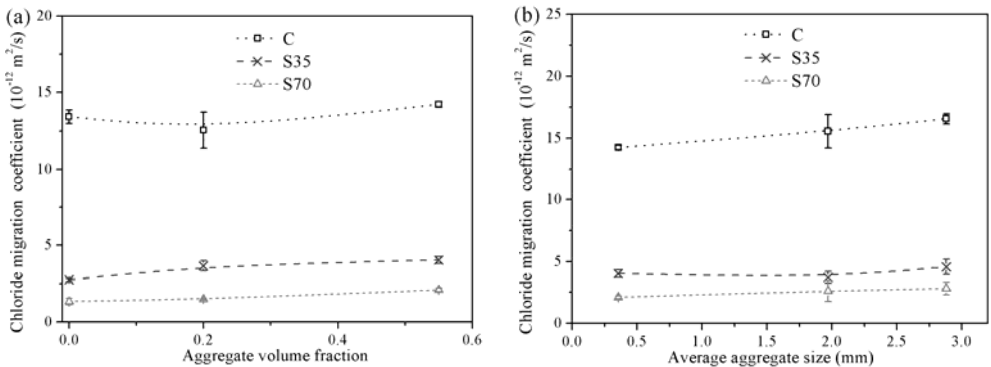 (a)
20
15
10
5
0
0.0 0.2 0.4 0.6
Chloride migration coefficient (10⁻¹² m²/s)
Aggregate volume fraction
C
S35
S70
(b)
25
20
15
10
5
0
0.0 0.5 1.0 1.5 2.0 2.5 3.0
Chloride migration coefficient (10⁻¹² m²/s)
Average aggregate size (mm)
C
S35
S70